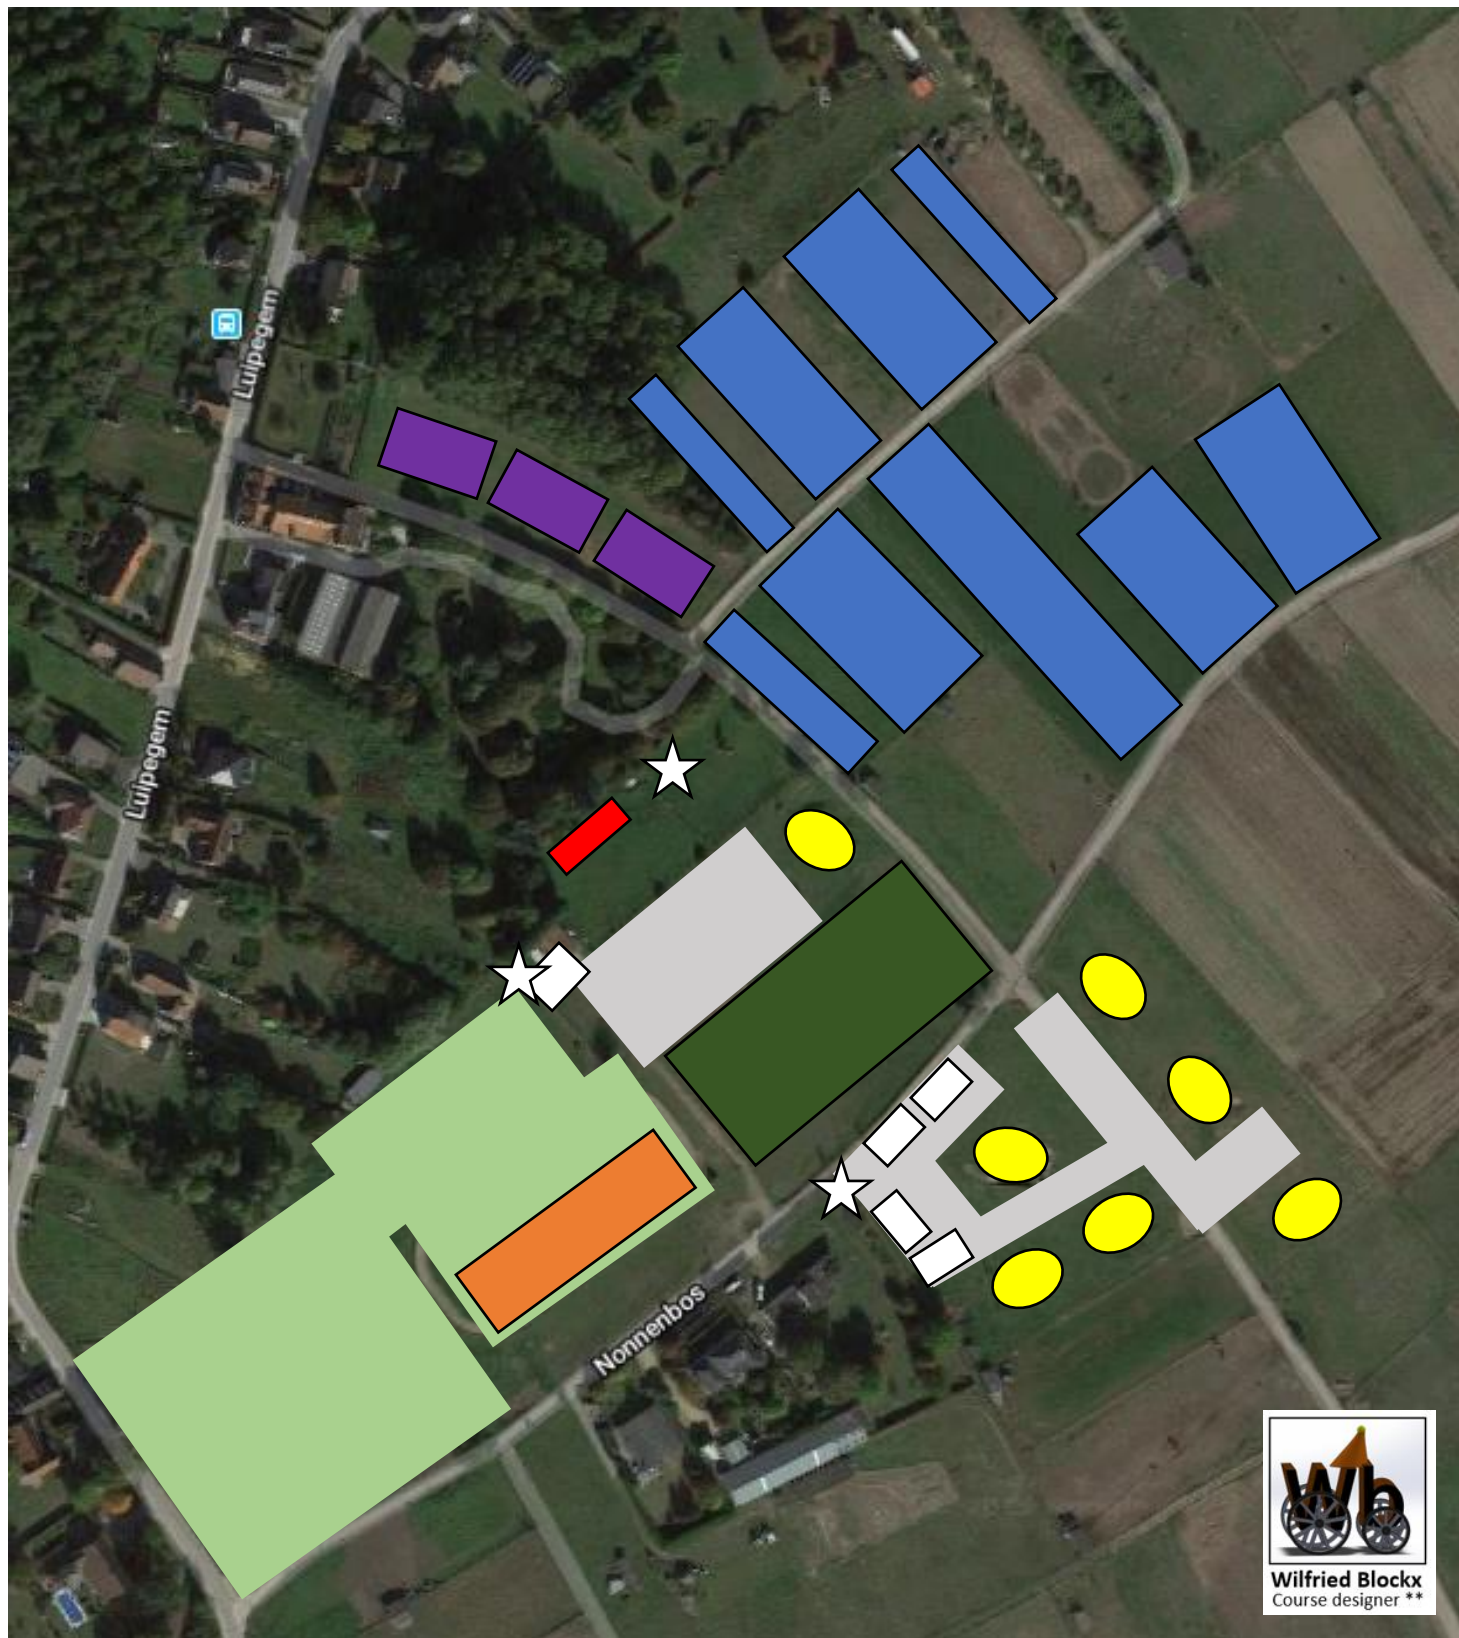 Luipegem
Luipegem
Nonnenbos
Wb
Wilfried Blockx
Course designer **